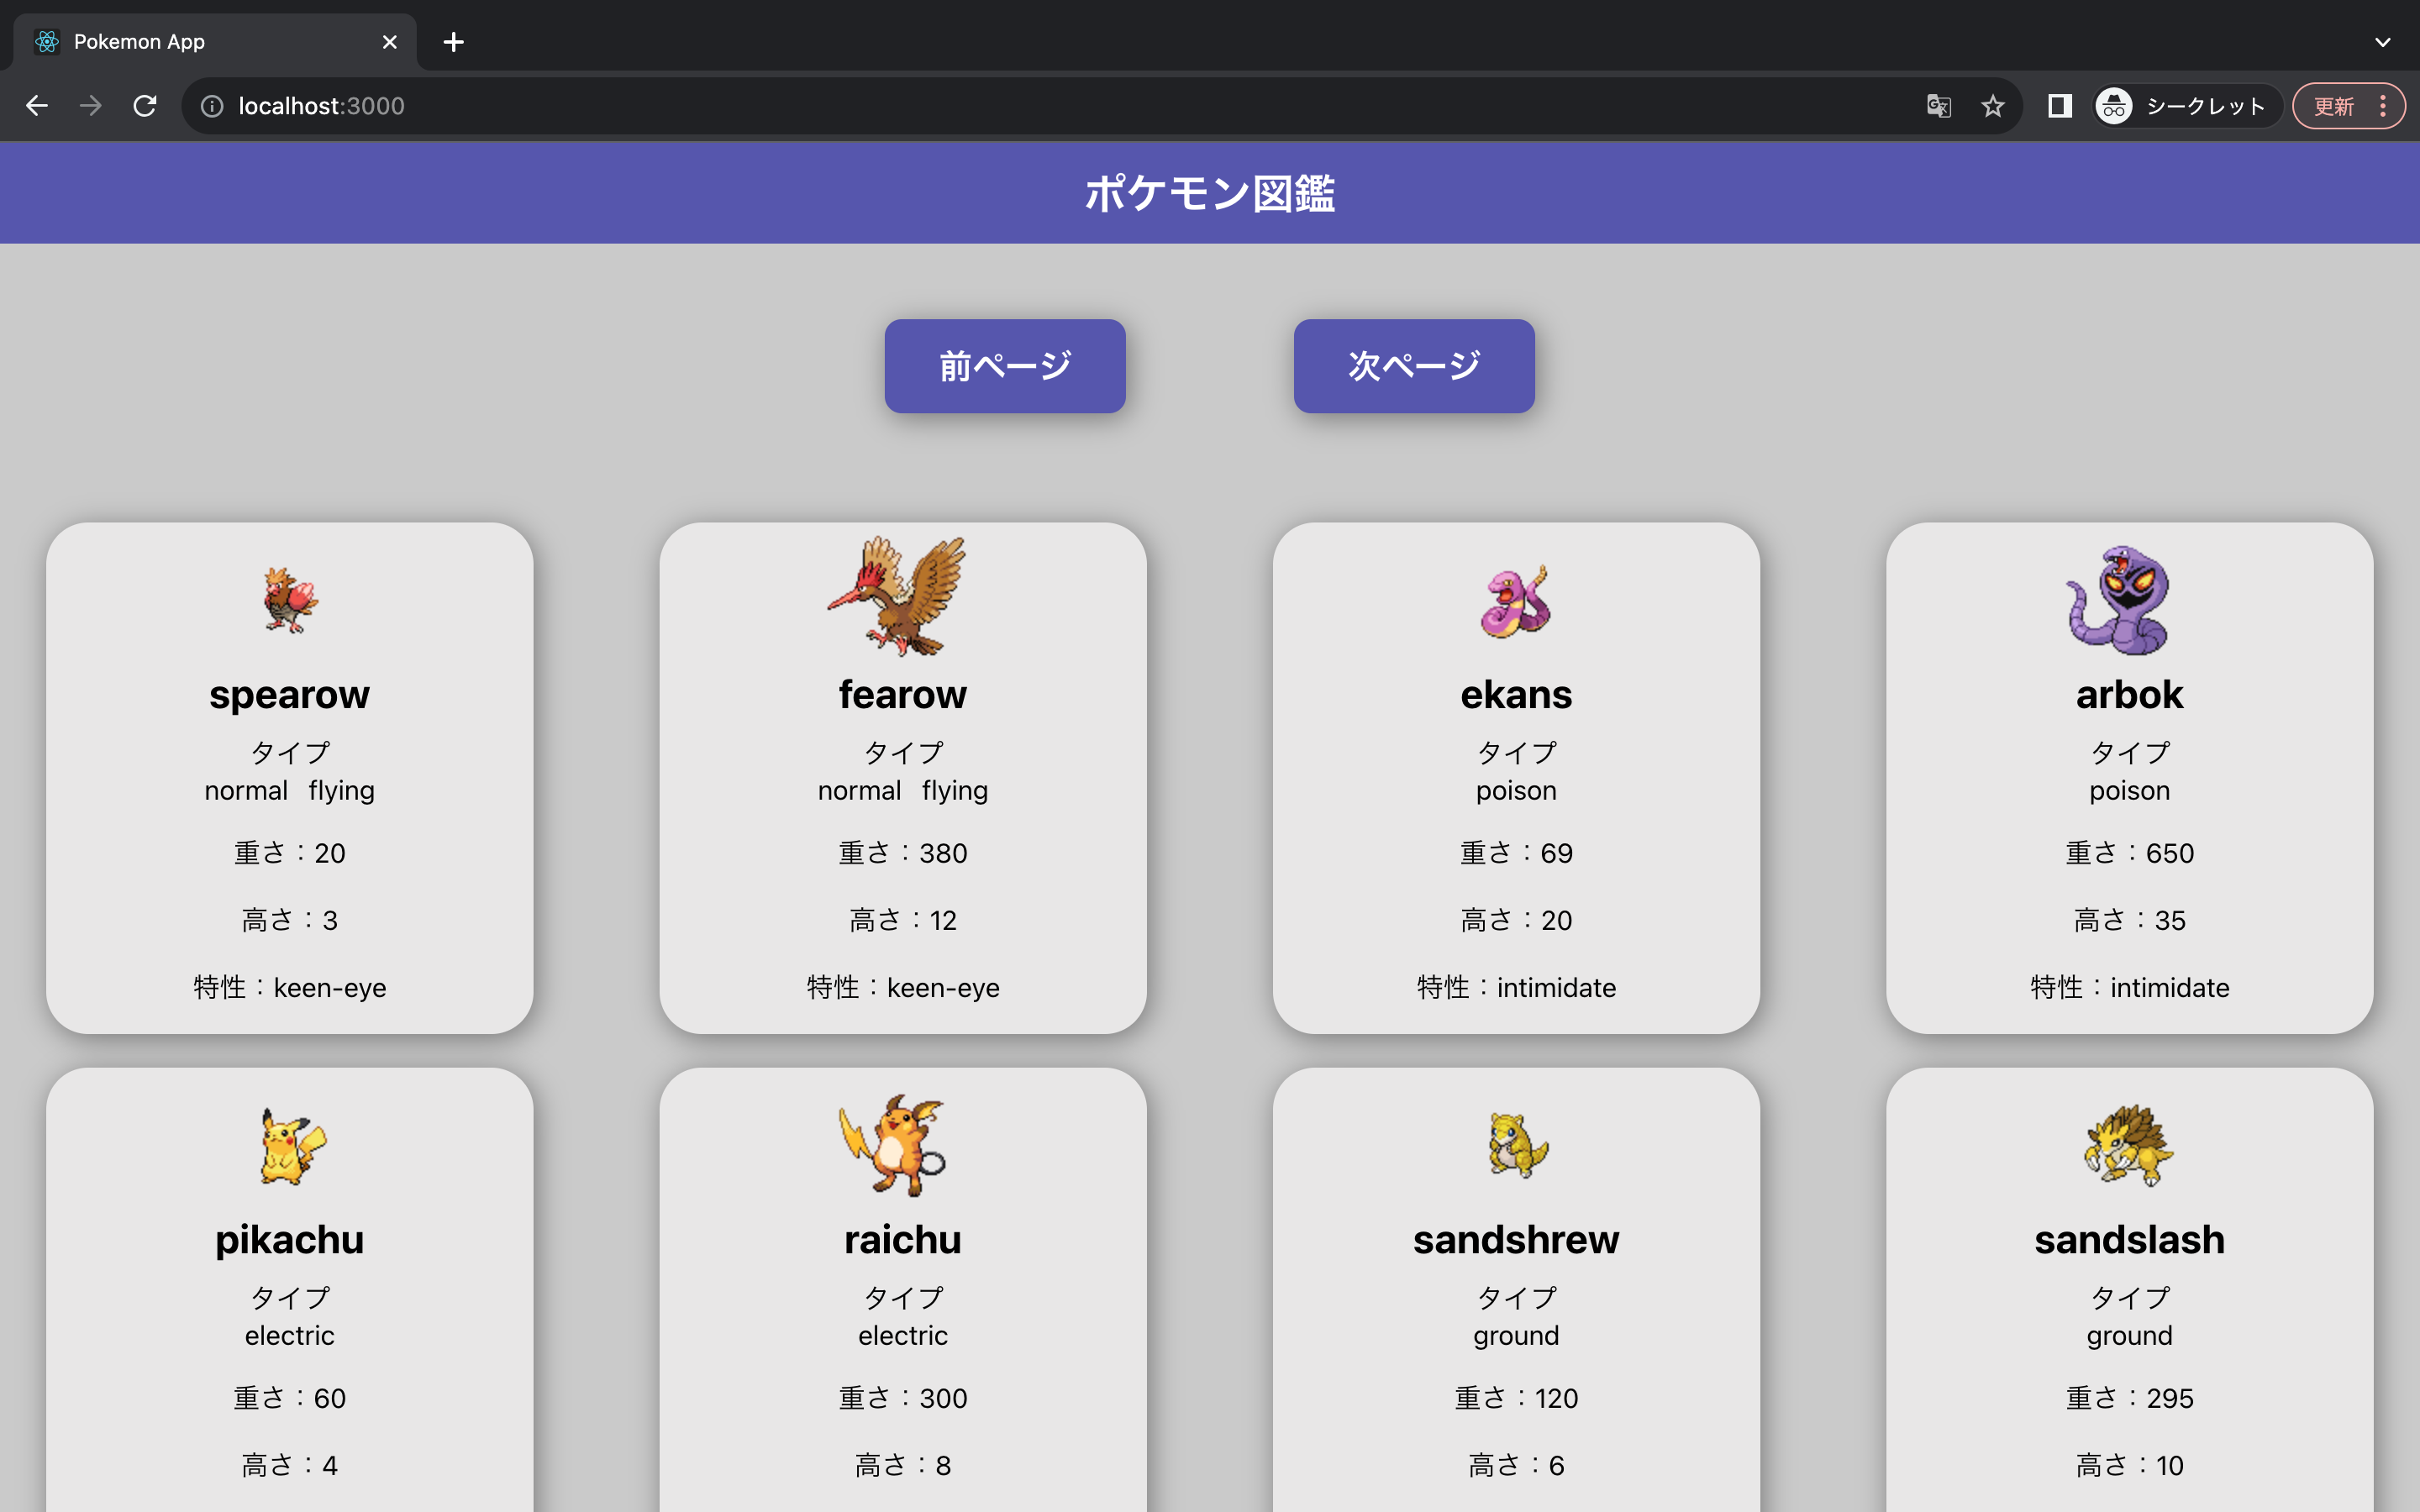 Pokemon App
localhost:3000
シークレット
更新
ポケモン図鑑
前ページ
次ページ
spearow
タイプ
normal flying
重さ：20
高さ：3
特性：keen-eye
fearow
タイプ
normal flying
重さ：380
高さ：12
特性：keen-eye
ekans
タイプ
poison
重さ：69
高さ：20
特性：intimidate
arbok
タイプ
poison
重さ：650
高さ：35
特性：intimidate
pikachu
タイプ
electric
重さ：60
高さ：4
raichu
タイプ
electric
重さ：300
高さ：8
sandshrew
タイプ
ground
重さ：120
高さ：6
sandslash
タイプ
ground
重さ：295
高さ：10